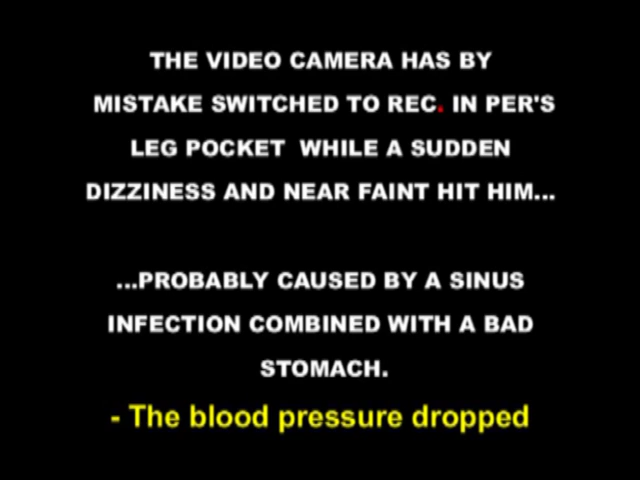 THE VIDEO CAMERA HAS BY
MISTAKE SWITCHED TO REC. IN PER'S
LEG POCKET WHILE A SUDDEN
DIZZINESS AND NEAR FAINT HIT HIM...
...PROBABLY CAUSED BY A SINUS
INFECTION COMBINED WITH A BAD
STOMACH.
- The blood pressure dropped